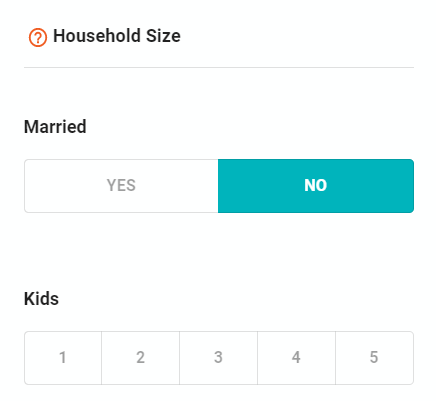 Household Size
Married
YES NO
Kids
1 2 3 4 5